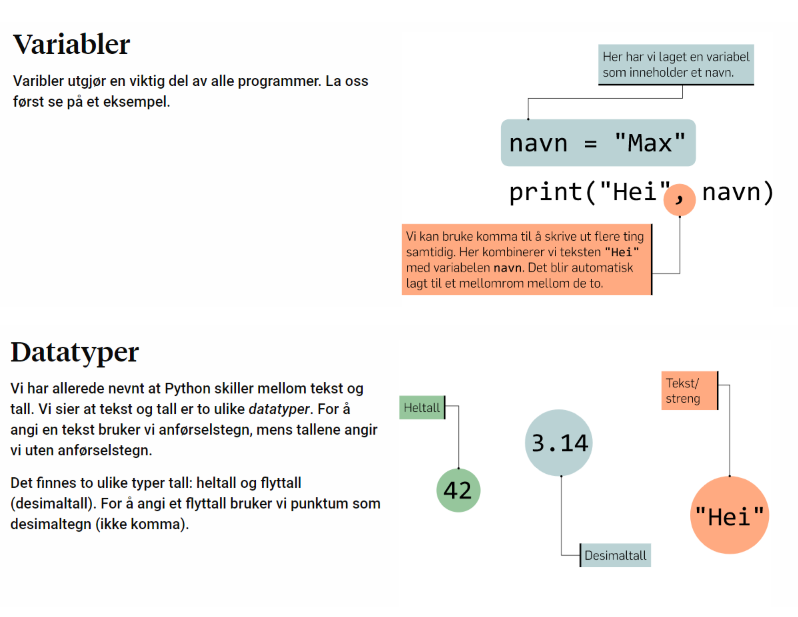 Variabler
Varibler utgjør en viktig del av alle programmer. La oss
først se på et eksempel.
Her har vi laget en variabel
som inneholder et navn.
navn = "Max"
print("Hei", navn)
Vi kan bruke komma til å skrive ut flere ting
samtidig. Her kombinerer vi teksten "Hei"
med variabelen navn. Det blir automatisk
lagt til et mellomrom mellom de to.
Datatyper
Vi har allerede nevnt at Python skiller mellom tekst og
tall. Vi sier at tekst og tall er to ulike datatyper. For å
angi en tekst bruker vi anførselstegn, mens tallene angir
vi uten anførselstegn.
Det finnes to ulike typer tall: heltall og flyttall
(desimaltall). For å angi et flyttall bruker vi punktum som
desimaltegn (ikke komma).
Heltall
42
3.14
Desimaltall
Tekst/
streng
"Hei"